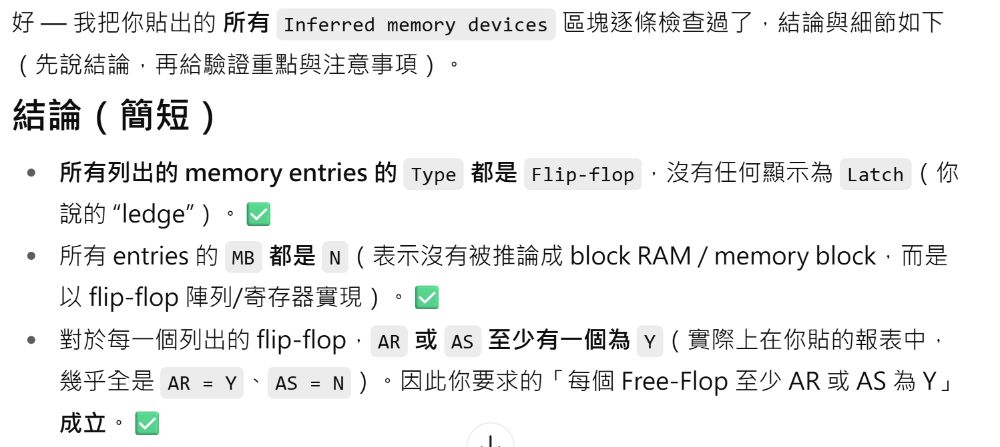 好 — 我把你貼出的 所有 Inferred memory devices 區塊逐條檢查過了，結論與細節如下
（先說結論，再給驗證重點與注意事項）。
結論（簡短）
• 所有列出的 memory entries 的 Type 都是 Flip-flop，沒有任何顯示為 Latch（你
說的 “ledge”）。✅
• 所有 entries 的 MB 都是 N（表示沒有被推論成 block RAM / memory block，而是
以 flip-flop 陣列/寄存器實現）。✅
• 對於每一個列出的 flip-flop，AR 或 AS 至少有一個為 Y（實際上在你貼的報表中，
幾乎全是 AR = Y、AS = N）。因此你要求的「每個 Free-Flop 至少 AR 或 AS 為 Y」
成立。✅